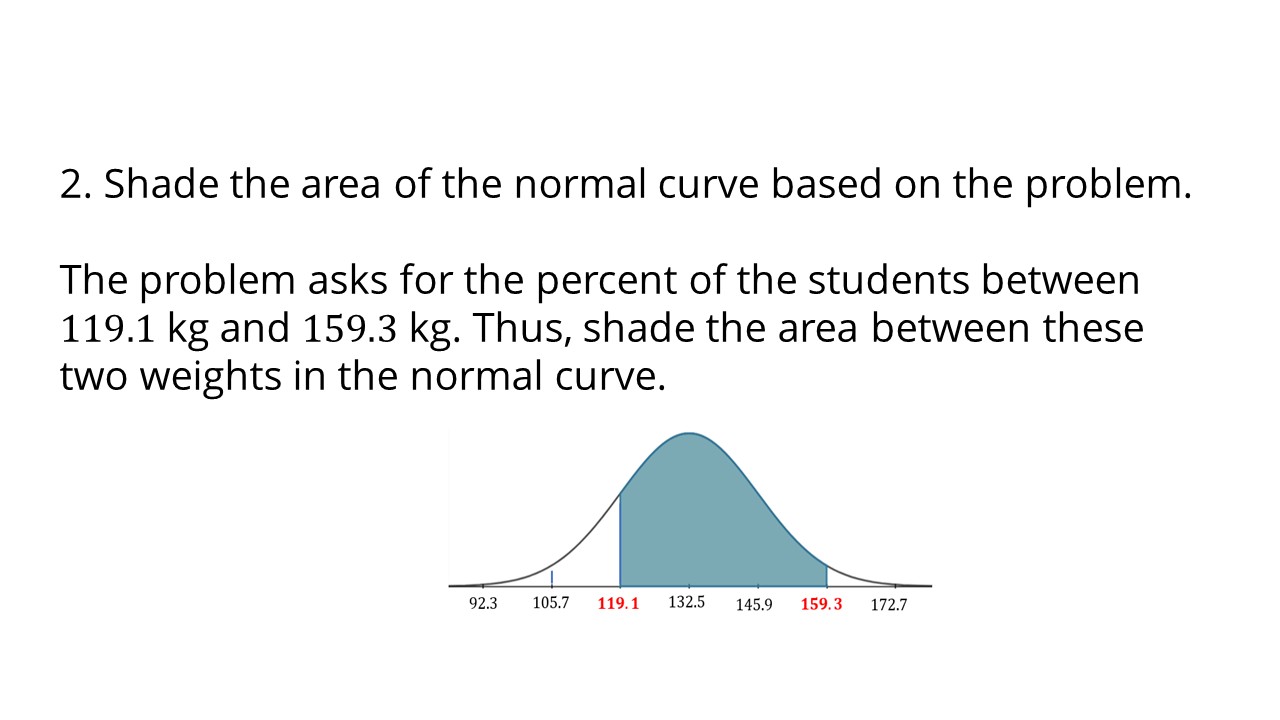 2. Shade the area of the normal curve based on the problem.
The problem asks for the percent of the students between
119.1 kg and 159.3 kg. Thus, shade the area between these
two weights in the normal curve.
92.3 105.7 119.1 132.5 145.9 159.3 172.7